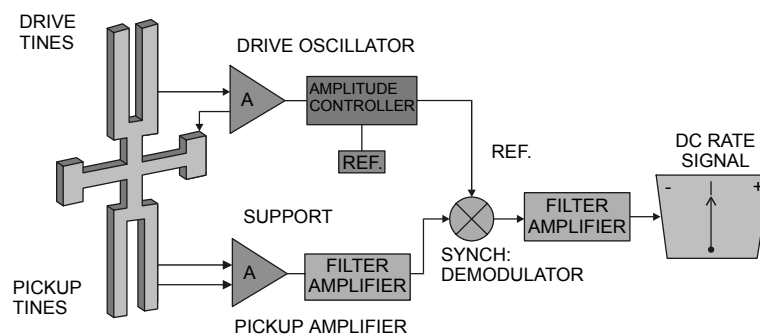 DRIVE
TINES
DRIVE OSCILLATOR
A
AMPLITUDE
CONTROLLER
REF.
REF.
DC RATE
SIGNAL
- +
SUPPORT
A
FILTER
AMPLIFIER
SYNCH:
DEMODULATOR
FILTER
AMPLIFIER
PICKUP
TINES
PICKUP AMPLIFIER